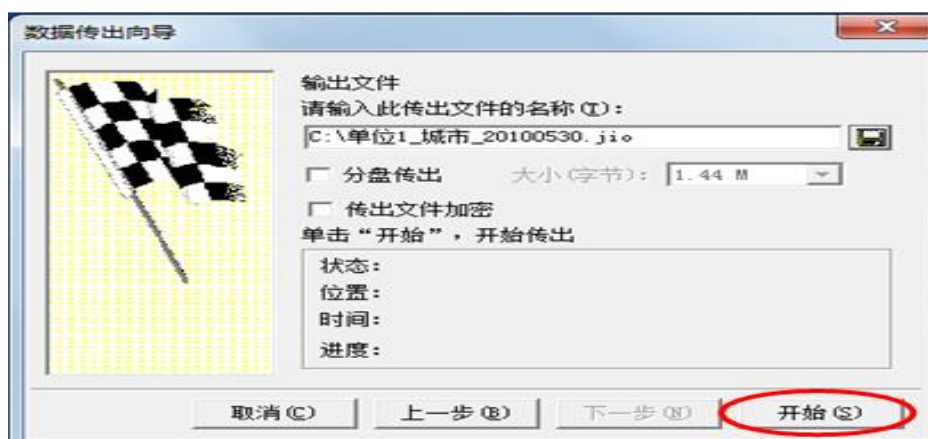 数据传出向导
输出文件
请输入此传出文件的名称(T):
C:\单位1_城市_20100530.jio
分盘传出 大小(字节): 1.44 M
传出文件加密
单击“开始”，开始传出
状态:
位置:
时间:
进度:
取消(C) 上一步(B) 下一步(N) 开始(S)